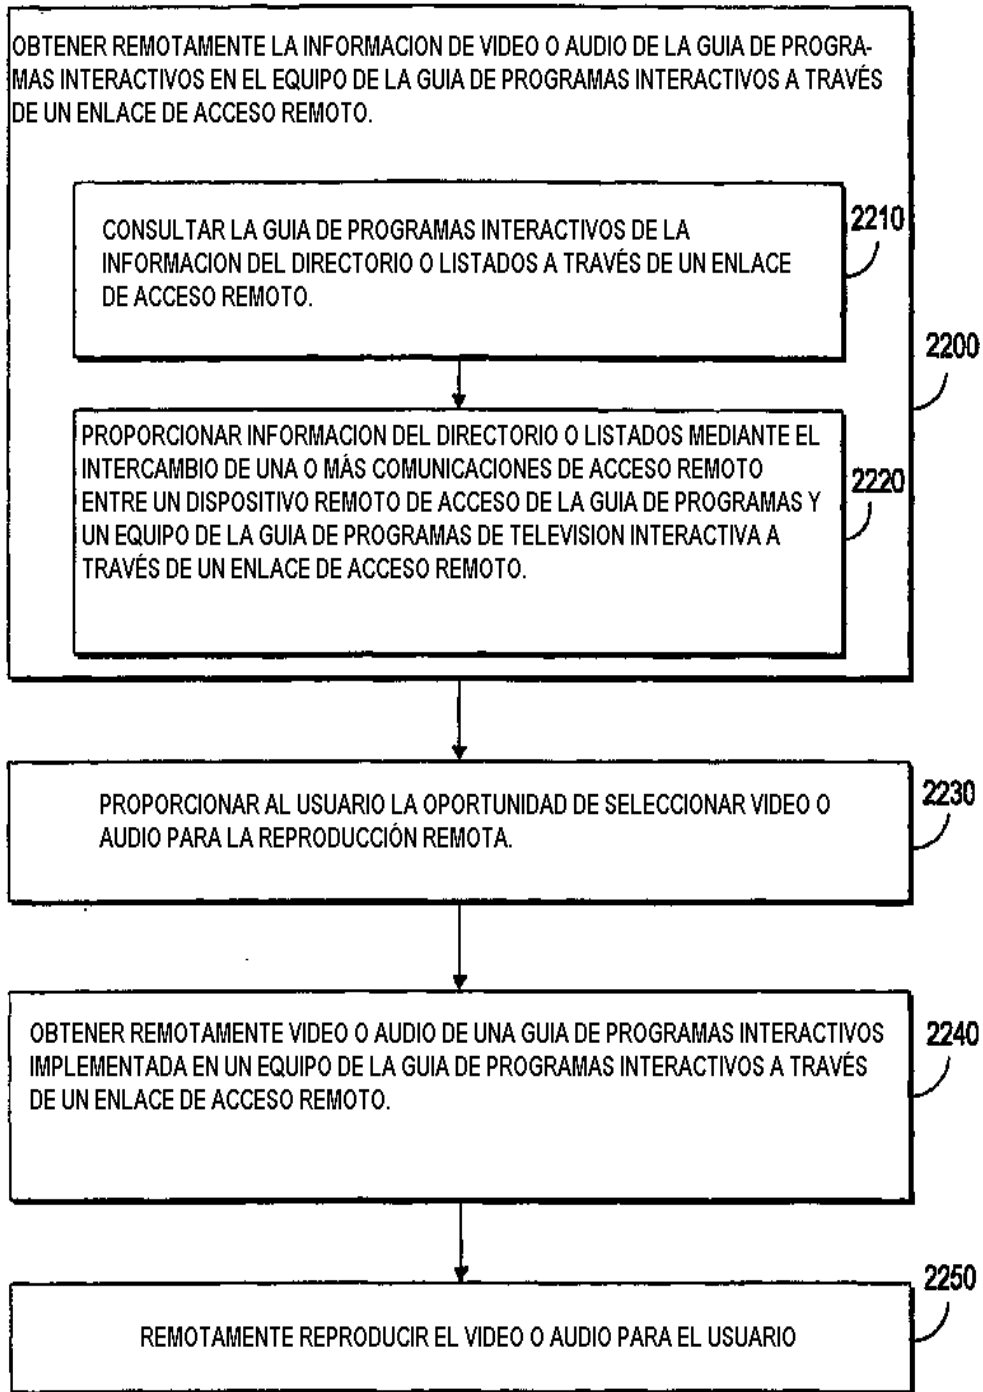 OBTENER REMOTAMENTE LA INFORMACION DE VIDEO O AUDIO DE LA GUIA DE PROGRA-
MAS INTERACTIVOS EN EL EQUIPO DE LA GUIA DE PROGRAMAS INTERACTIVOS A TRAVÉS
DE UN ENLACE DE ACCESO REMOTO.
CONSULTAR LA GUIA DE PROGRAMAS INTERACTIVOS DE LA
INFORMACION DEL DIRECTORIO O LISTADOS A TRAVÉS DE UN ENLACE
DE ACCESO REMOTO.
2210
2200
PROPORCIONAR INFORMACION DEL DIRECTORIO O LISTADOS MEDIANTE EL
INTERCAMBIO DE UNA O MÁS COMUNICACIONES DE ACCESO REMOTO
ENTRE UN DISPOSITIVO REMOTO DE ACCESO DE LA GUIA DE PROGRAMAS Y
UN EQUIPO DE LA GUIA DE PROGRAMAS DE TELEVISION INTERACTIVA A
TRAVÉS DE UN ENLACE DE ACCESO REMOTO.
2220
PROPORCIONAR AL USUARIO LA OPORTUNIDAD DE SELECCIONAR VIDEO O
AUDIO PARA LA REPRODUCCIÓN REMOTA.
2230
OBTENER REMOTAMENTE VIDEO O AUDIO DE UNA GUIA DE PROGRAMAS INTERACTIVOS
IMPLEMENTADA EN UN EQUIPO DE LA GUIA DE PROGRAMAS INTERACTIVOS A TRAVÉS
DE UN ENLACE DE ACCESO REMOTO.
2240
REMOTAMENTE REPRODUCIR EL VIDEO O AUDIO PARA EL USUARIO
2250